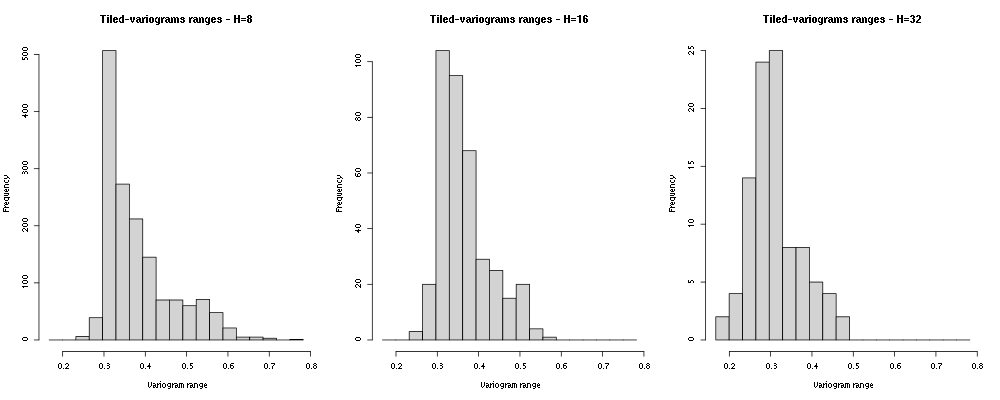 Tiled-variograms ranges - H=8
Frequency
500
400
300
200
100
0
0.2 0.3 0.4 0.5 0.6 0.7 0.8
Variogram range
Tiled-variograms ranges - H=16
Frequency
100
80
60
40
20
0
0.2 0.3 0.4 0.5 0.6 0.7 0.8
Variogram range
Tiled-variograms ranges - H=32
Frequency
25
20
15
10
5
0
0.2 0.3 0.4 0.5 0.6 0.7 0.8
Variogram range